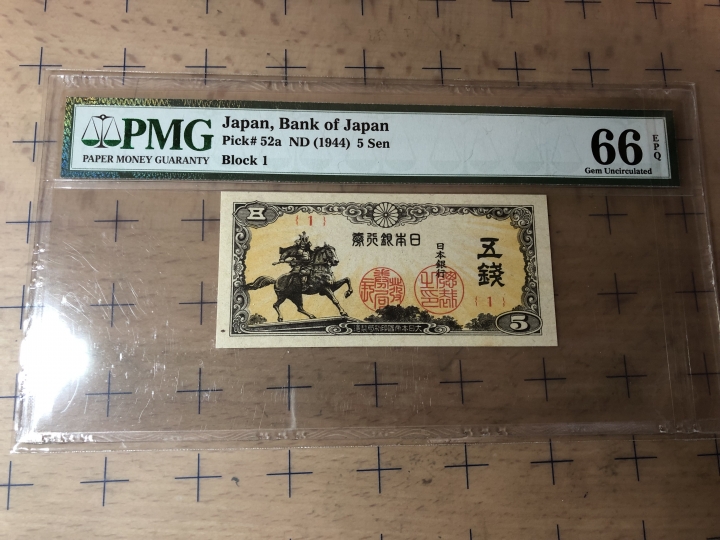 PMG
PAPER MONEY GUARANTY
Japan, Bank of Japan
Pick# 52a ND (1944) 5 Sen
Block 1
66 EPQ
Gem Uncirculated
五
{1}
券行銀本日
日本銀行
五錢
{1}
5